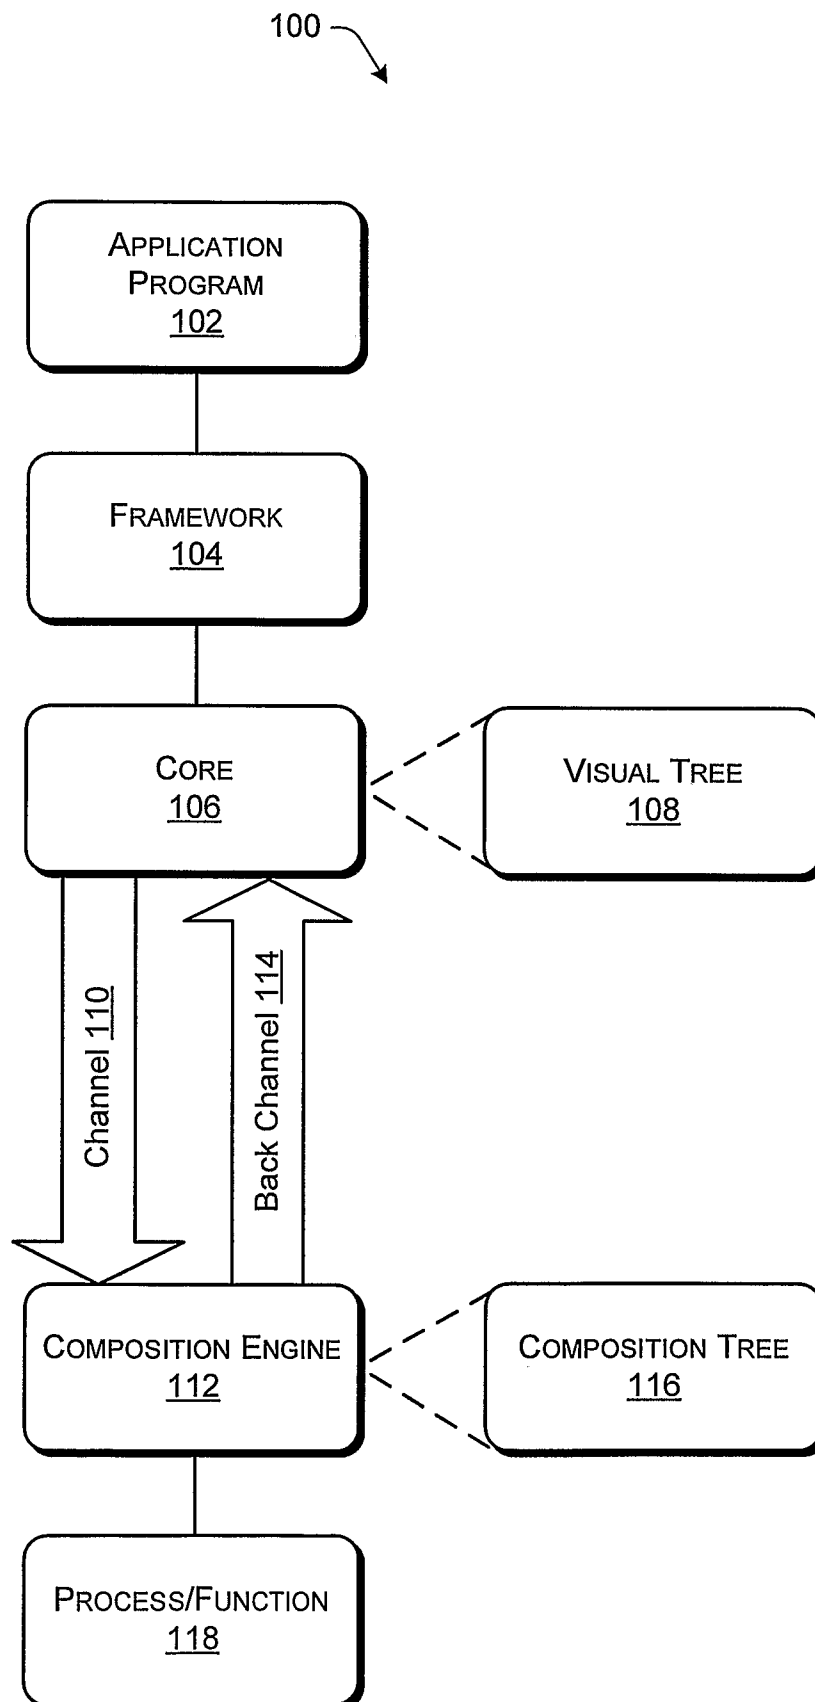 100
APPLICATION
PROGRAM
102
FRAMEWORK
104
CORE
106
VISUAL TREE
108
Channel 110
Back Channel 114
COMPOSITION ENGINE
112
COMPOSITION TREE
116
PROCESS/FUNCTION
118